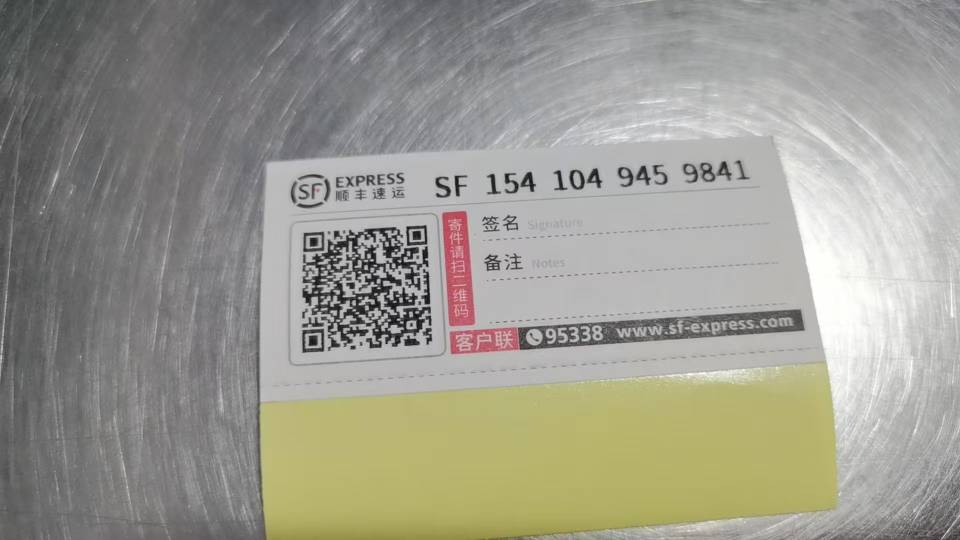 SF EXPRESS
顺丰速运
SF 154 104 945 9841
寄件请扫二维码
签名 Signature
备注 Notes
客户联 95338 www.sf-express.com